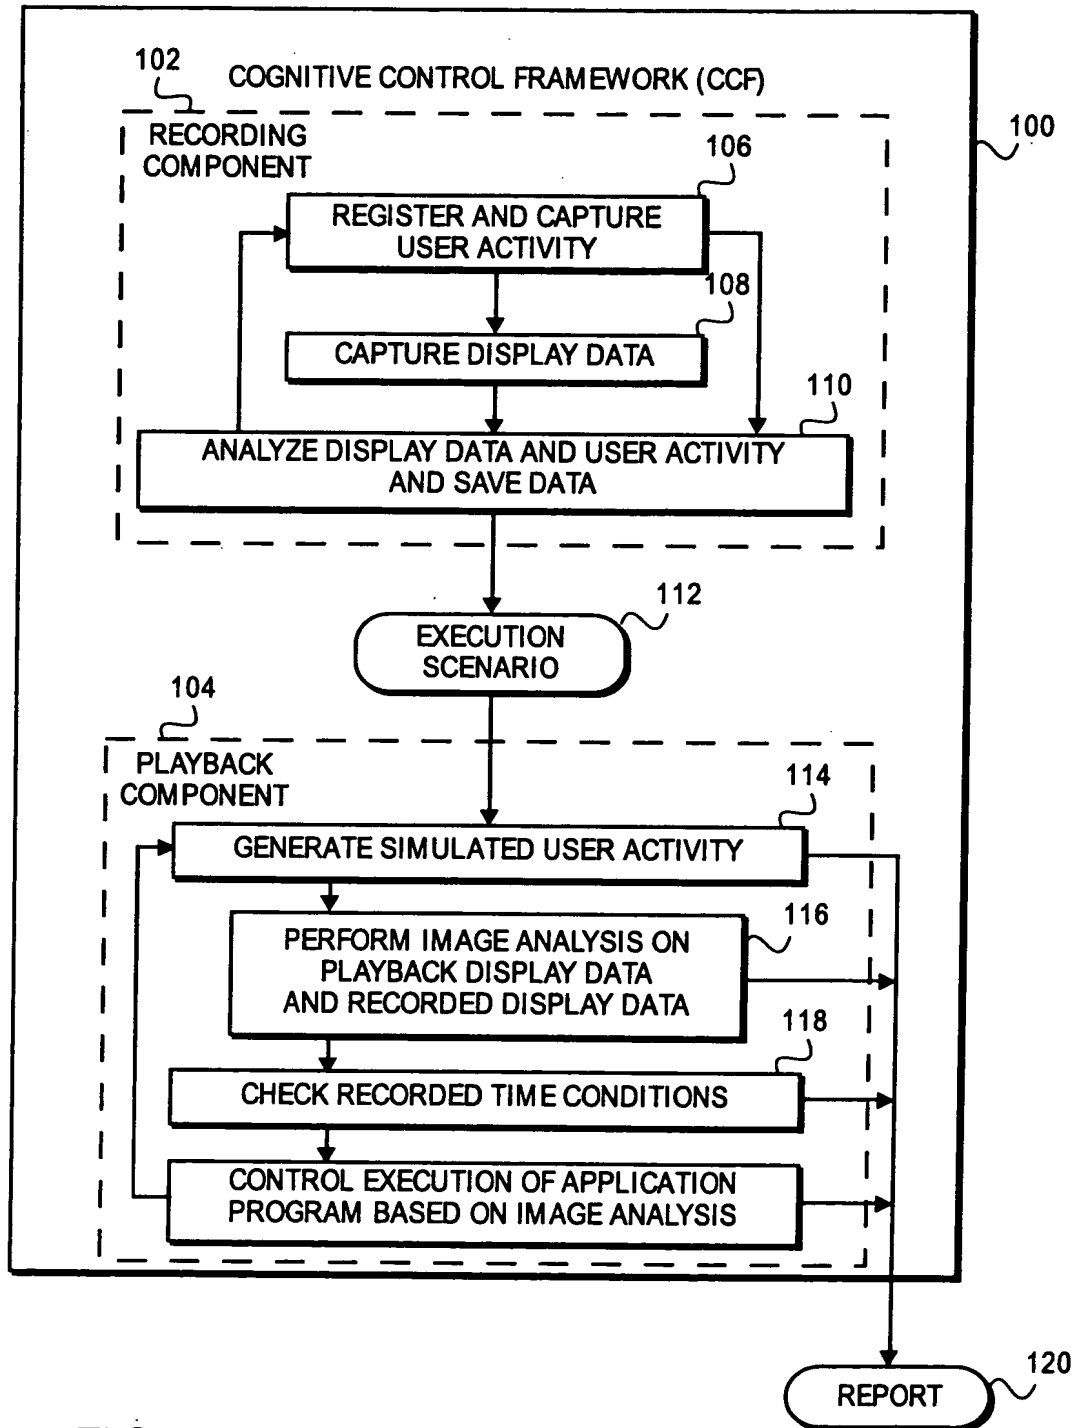 COGNITIVE CONTROL FRAMEWORK (CCF)
102
100
RECORDING
COMPONENT
106
REGISTER AND CAPTURE
USER ACTIVITY
108
CAPTURE DISPLAY DATA
110
ANALYZE DISPLAY DATA AND USER ACTIVITY
AND SAVE DATA
112
EXECUTION
SCENARIO
104
PLAYBACK
COMPONENT
114
GENERATE SIMULATED USER ACTIVITY
116
PERFORM IMAGE ANALYSIS ON
PLAYBACK DISPLAY DATA
AND RECORDED DISPLAY DATA
118
CHECK RECORDED TIME CONDITIONS
CONTROL EXECUTION OF APPLICATION
PROGRAM BASED ON IMAGE ANALYSIS
120
REPORT